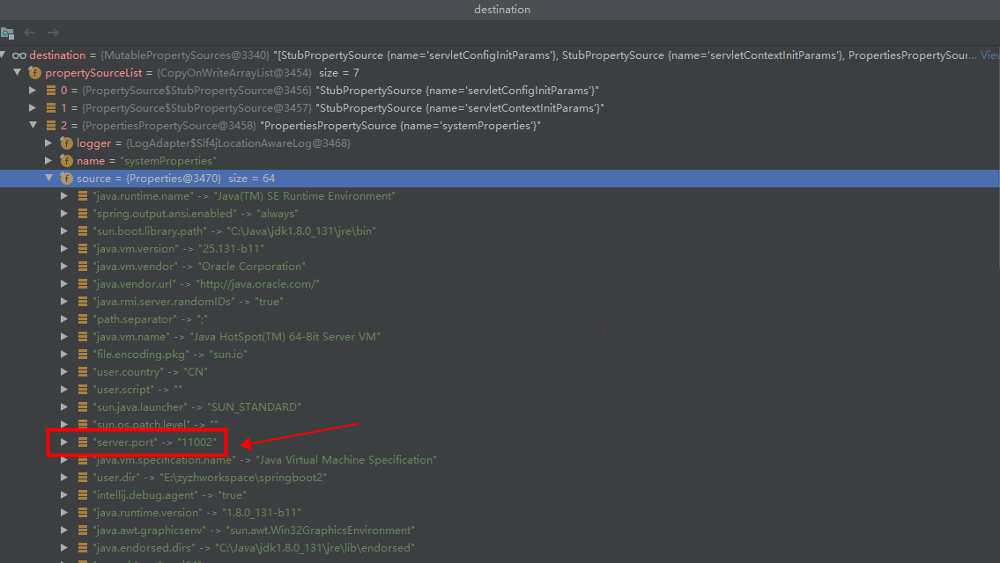 destination
destination = {MutablePropertySources@3340} "[StubPropertySource {name='servletConfigInitParams'}, StubPropertySource {name='servletContextInitParams'}, PropertiesPropertySour... View
propertySourceList = {CopyOnWriteArrayList@3454} size = 7
0 = {PropertySource$StubPropertySource@3456} "StubPropertySource {name='servletConfigInitParams'}"
1 = {PropertySource$StubPropertySource@3457} "StubPropertySource {name='servletContextInitParams'}"
2 = {PropertiesPropertySource@3458} "PropertiesPropertySource {name='systemProperties'}"
logger = {LogAdapter$Slf4jLocationAwareLog@3468}
name = "systemProperties"
source = {Properties@3470} size = 64
"java.runtime.name" -> "Java(TM) SE Runtime Environment"
"spring.output.ansi.enabled" -> "always"
"sun.boot.library.path" -> "C:\Java\jdk1.8.0_131\jre\bin"
"java.vm.version" -> "25.131-b11"
"java.vm.vendor" -> "Oracle Corporation"
"java.vendor.url" -> "http://java.oracle.com/"
"java.rmi.server.randomIDs" -> "true"
"path.separator" -> ";"
"java.vm.name" -> "Java HotSpot(TM) 64-Bit Server VM"
"file.encoding.pkg" -> "sun.io"
"user.country" -> "CN"
"user.script" -> ""
"sun.java.launcher" -> "SUN_STANDARD"
"sun.os.patch.level" -> ""
"server.port" -> "11002"
"java.vm.specification.name" -> "Java Virtual Machine Specification"
"user.dir" -> "E:\zyzhworkspace\springboot2"
"intellij.debug.agent" -> "true"
"java.runtime.version" -> "1.8.0_131-b11"
"java.awt.graphicsenv" -> "sun.awt.Win32GraphicsEnvironment"
"java.endorsed.dirs" -> "C:\Java\jdk1.8.0_131\jre\lib\endorsed"